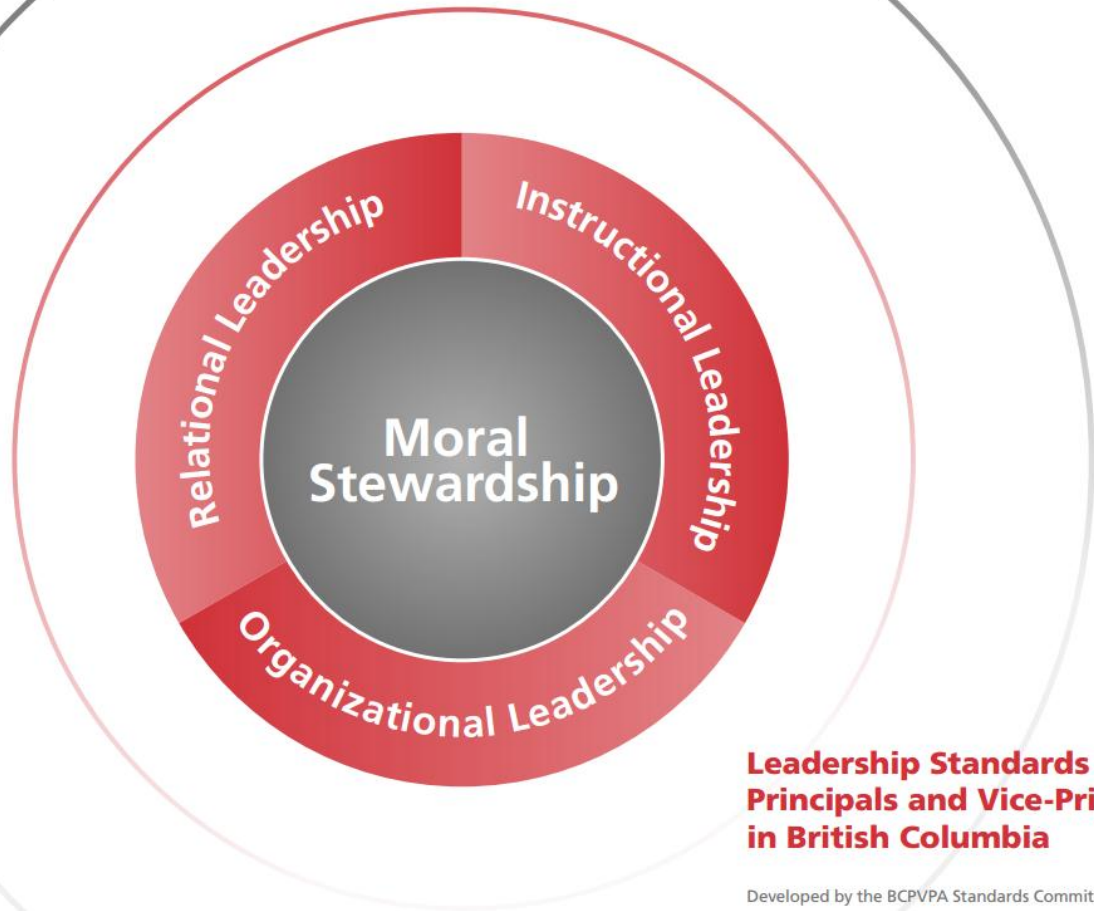 Relational Leadership
Instructional Leadership
Moral
Stewardship
Organizational Leadership
Leadership Standards
Principals and Vice-Pri
in British Columbia
Developed by the BCPVPA Standards Commit